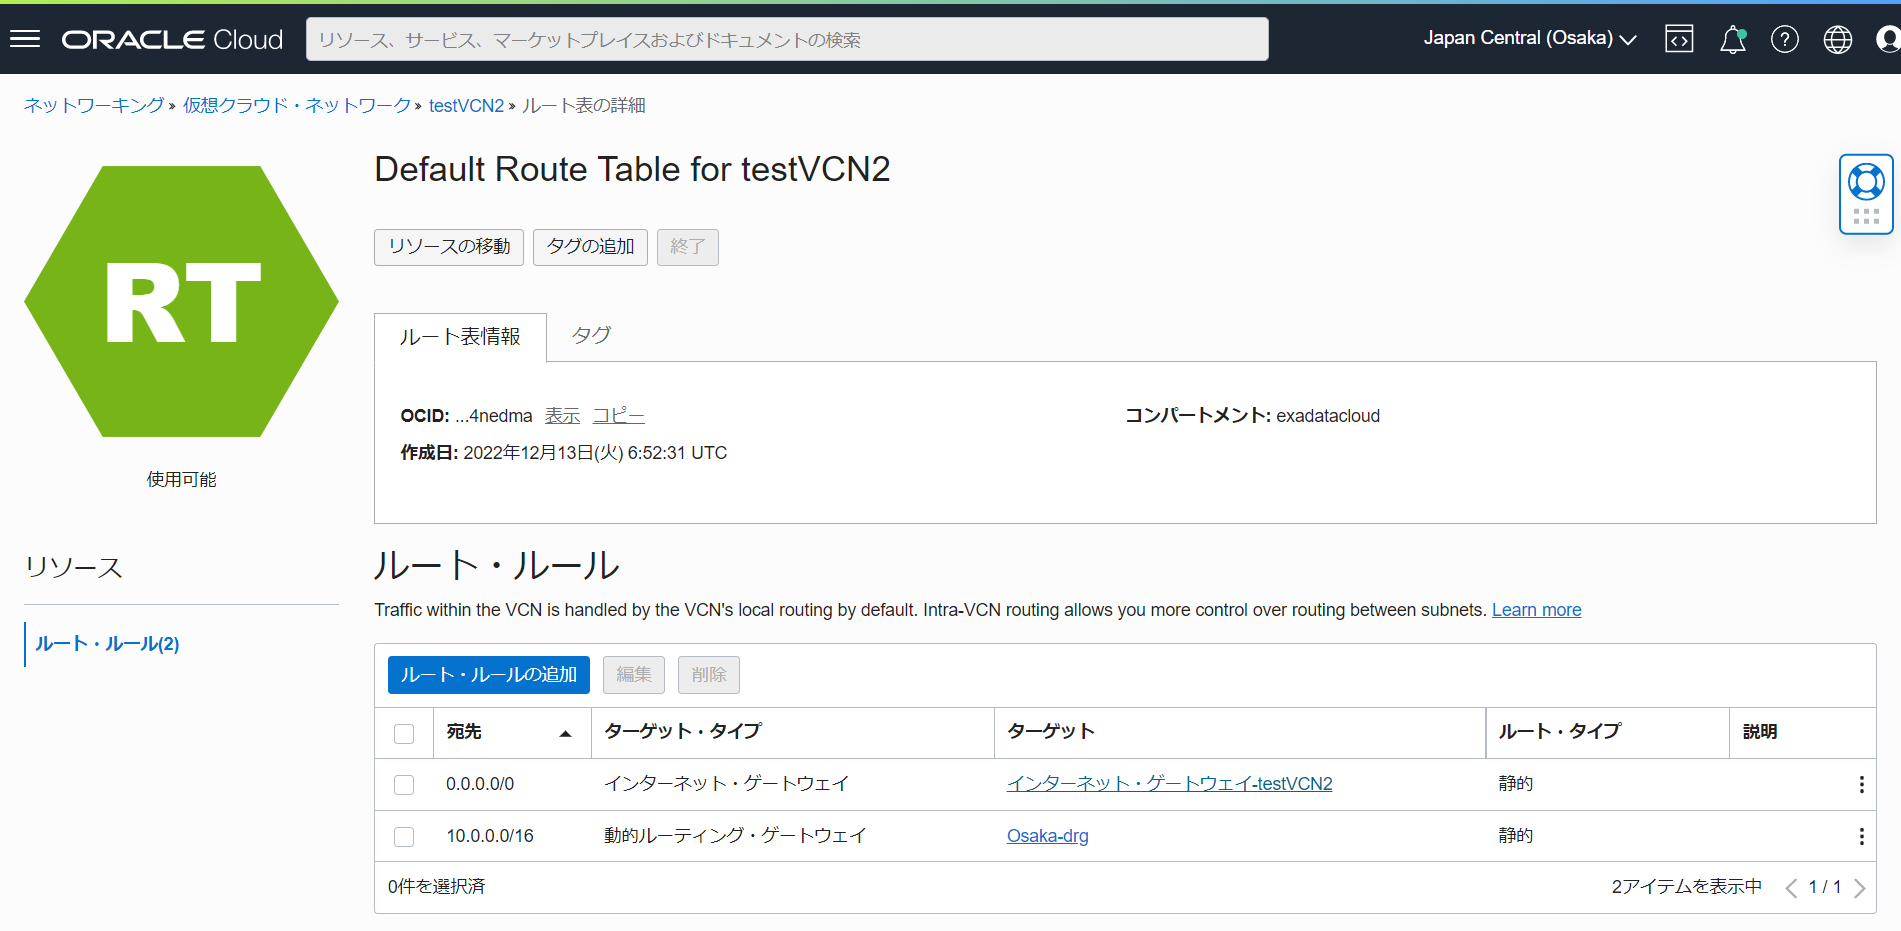 ORACLE Cloud
リソース、サービス、マーケットプレイスおよびドキュメントの検索
Japan Central (Osaka)
ネットワーキング » 仮想クラウド・ネットワーク » testVCN2 » ルート表の詳細
RT
使用可能
Default Route Table for testVCN2
リソースの移動 タグの追加 終了
ルート表情報 タグ
OCID: ...4nedma 表示 コピー
コンパートメント: exadatacloud
作成日: 2022年12月13日(火) 6:52:31 UTC
リソース
ルート・ルール(2)
ルート・ルール
Traffic within the VCN is handled by the VCN's local routing by default. Intra-VCN routing allows you more control over routing between subnets. Learn more
ルート・ルールの追加 編集 削除
宛先 ターゲット・タイプ ターゲット ルート・タイプ 説明
0.0.0.0/0 インターネット・ゲートウェイ インターネット・ゲートウェイ-testVCN2 静的
10.0.0.0/16 動的ルーティング・ゲートウェイ Osaka-drg 静的
0件を選択済 2アイテムを表示中 1 / 1